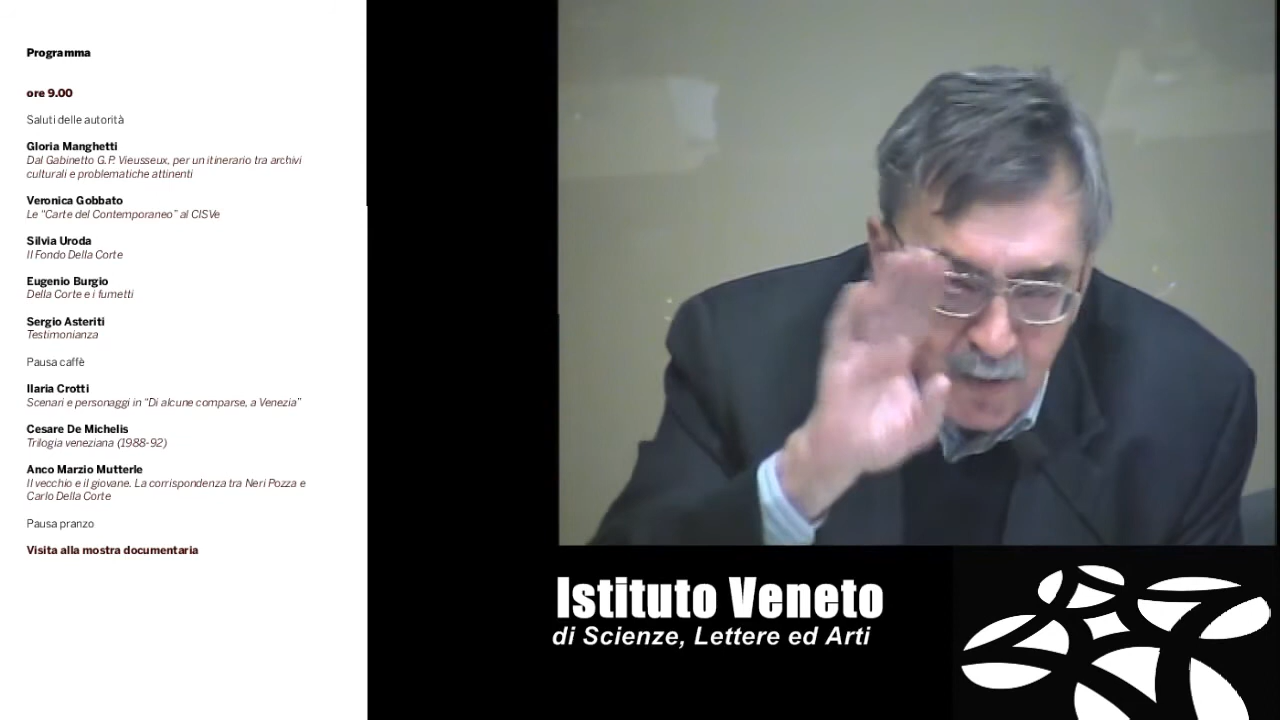 Programma
ore 9.00
Saluti delle autorità
Gloria Manghetti
Dal Gabinetto G.P. Vieusseux, per un itinerario tra archivi
culturali e problematiche attinenti
Veronica Gobbato
Le “Carte del Contemporaneo” al CISVe
Silvia Uroda
Il Fondo Della Corte
Eugenio Burgio
Della Corte e i fumetti
Sergio Asteriti
Testimonianza
Pausa caffè
Ilaria Crotti
Scenari e personaggi in “Di alcune comparse, a Venezia”
Cesare De Michelis
Trilogia veneziana (1988-92)
Anco Marzio Mutterle
Il vecchio e il giovane. La corrispondenza tra Neri Pozza e
Carlo Della Corte
Pausa pranzo
Visita alla mostra documentaria
Istituto Veneto
di Scienze, Lettere ed Arti